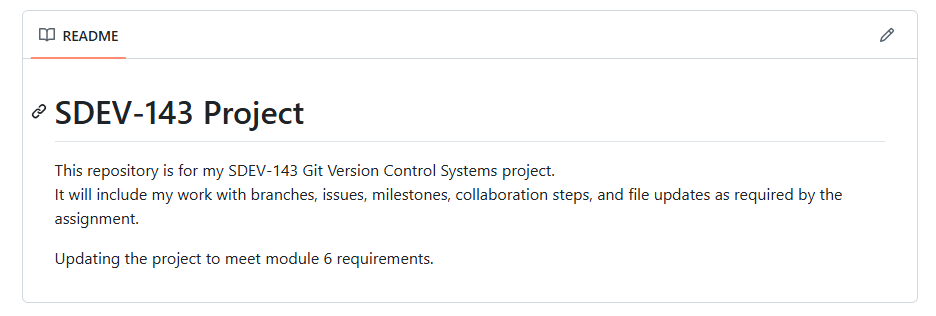 README
SDEV-143 Project
This repository is for my SDEV-143 Git Version Control Systems project.
It will include my work with branches, issues, milestones, collaboration steps, and file updates as required by the
assignment.
Updating the project to meet module 6 requirements.